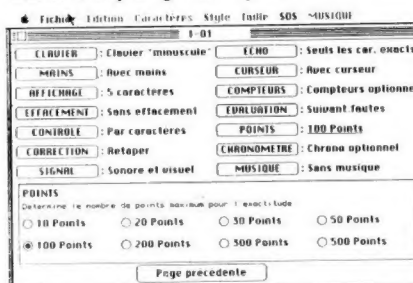 Fichier Edition Caractères Style Taille SOS MUSIQUE
1-01
CLAVIER : Clavier "minuscule" ECHO : Seuls les car. exacts
MAINS : Avec mains CURSEUR : Avec curseur
AFFICHAGE : 5 caracteres COMPTEURS : Compteurs optionne
EFFACEMENT : Sans effacement EVALUATION : Suivant fautes
CONTROLE : Par caracteres POINTS : 100 Points
CORRECTION : Retaper CHRONOMETRE : Chrono optionnel
SIGNAL : Sonore et visuel MUSIQUE : Sans musique
POINTS
Determine le nombre de points maximum pour l'exactitude
10 Points 20 Points 30 Points 50 Points
100 Points 200 Points 300 Points 500 Points
Page precedente